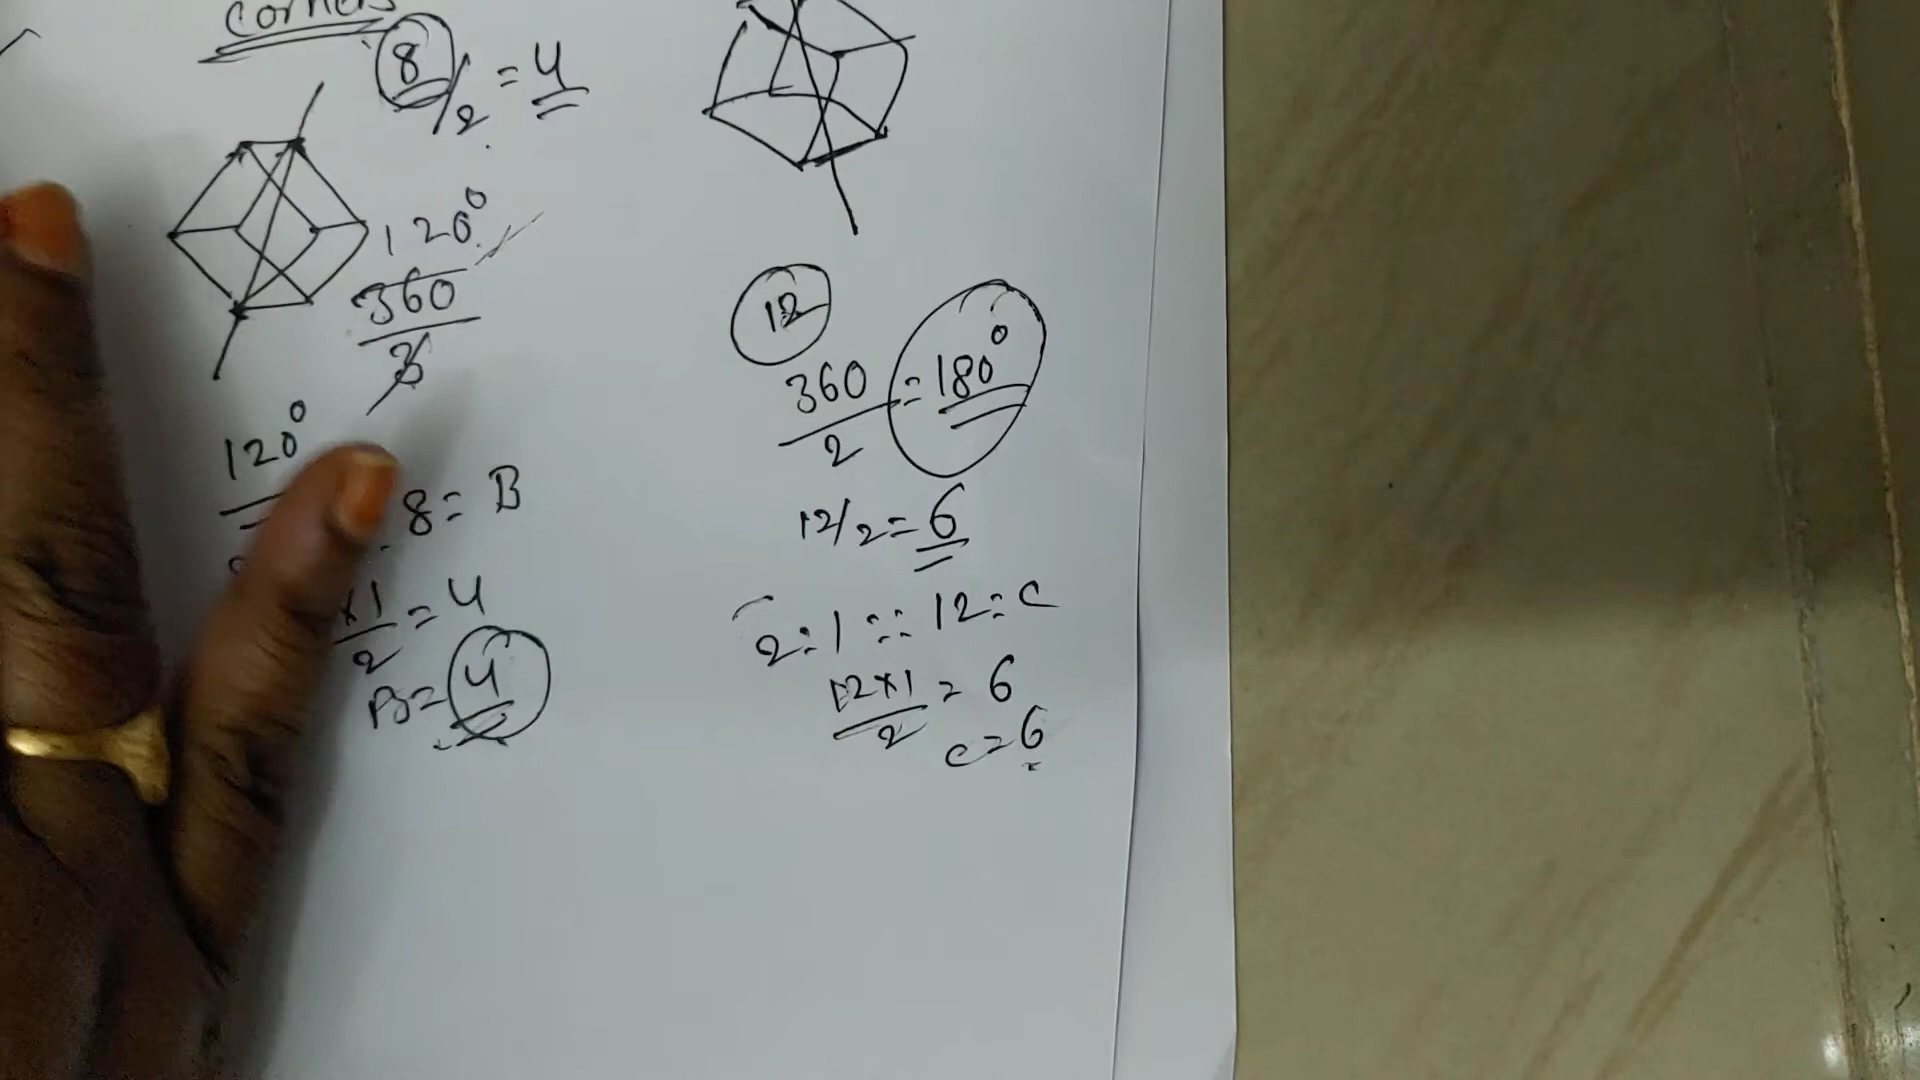 corners
8/2 = 4
120°
360
3
120°
8 = B
×1
2
= 4
B = 4
12
360
2
= 180°
12/2 = 6
2:1 :: 12:C
12×1
2
= 6
C = 6